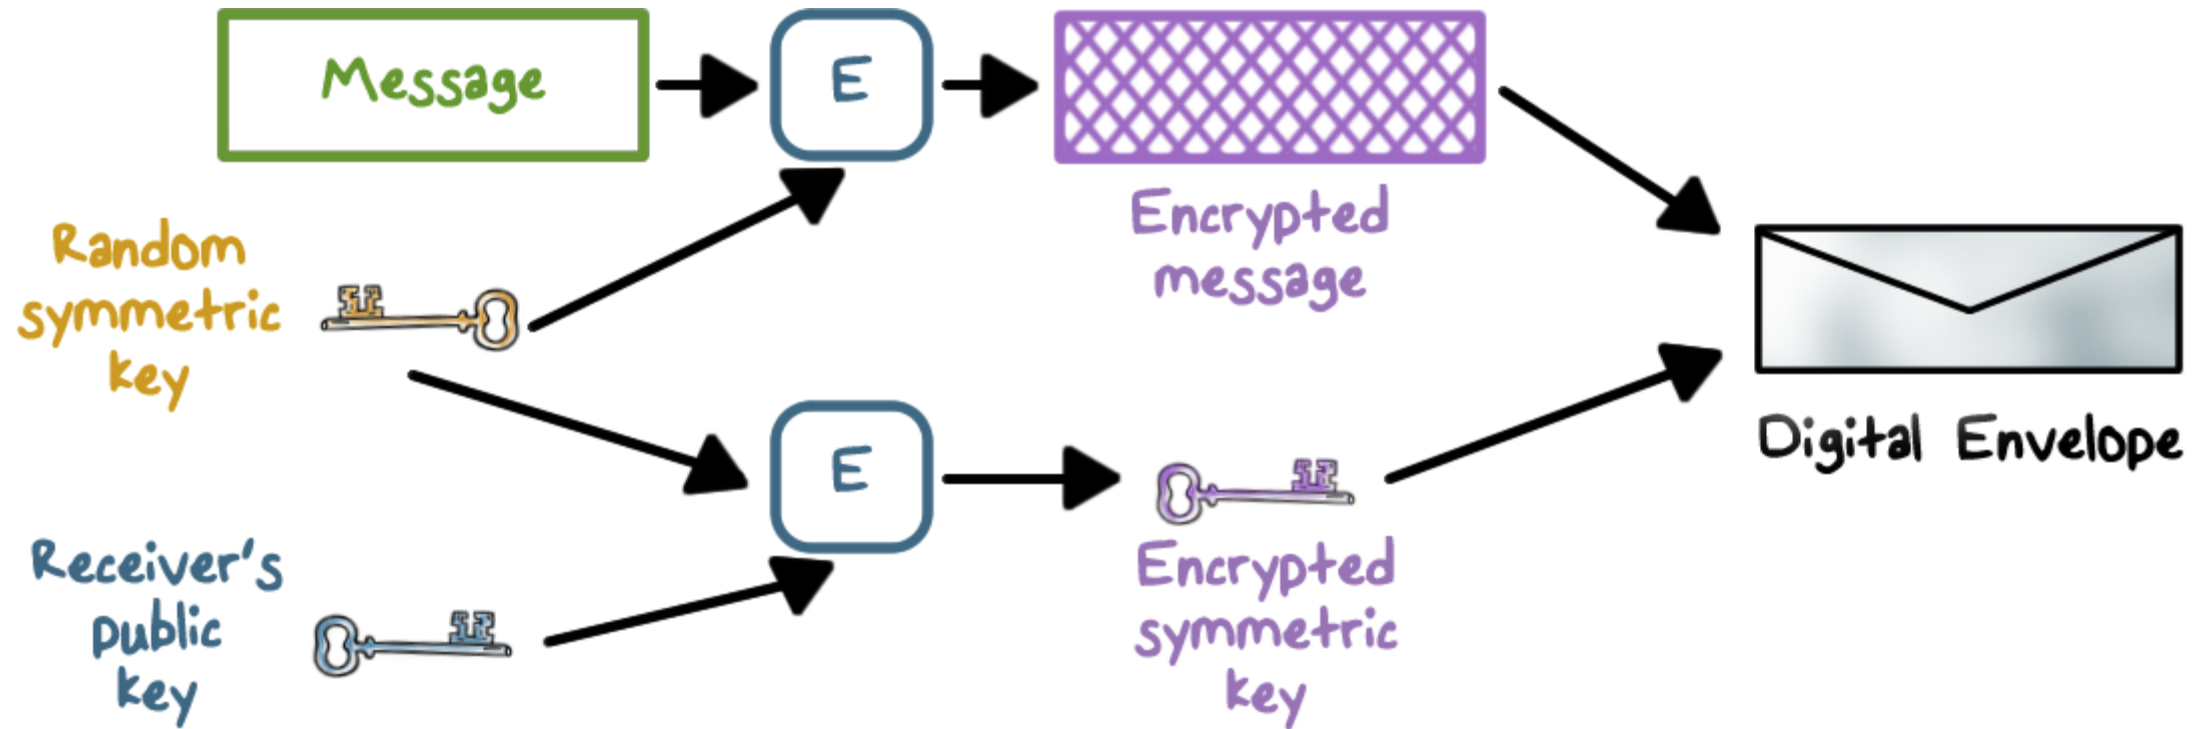 Message
E
Encrypted
message
Random
symmetric
key
Digital Envelope
E
Receiver's
public
key
Encrypted
symmetric
key